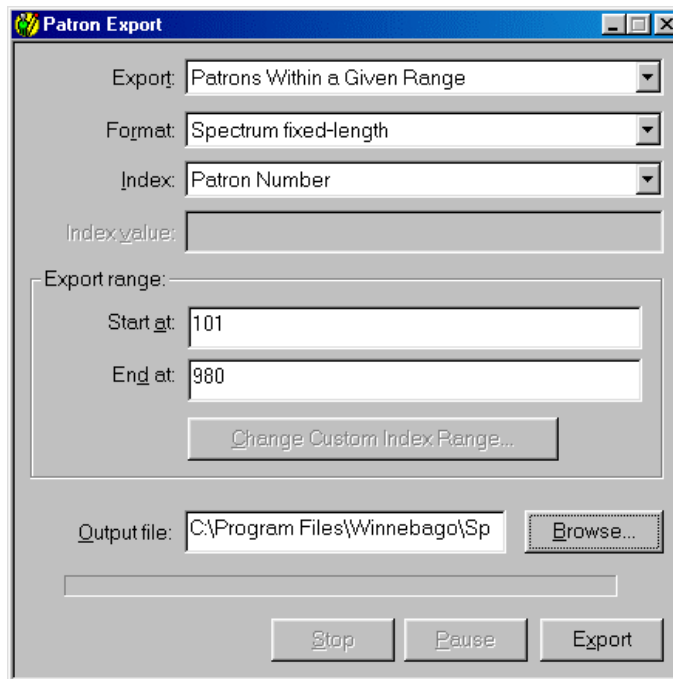 Patron Export
Export: Patrons Within a Given Range
Format: Spectrum fixed-length
Index: Patron Number
Index value:
Export range:
Start at: 101
End at: 980
Change Custom Index Range...
Output file: C:\Program Files\Winnebago\Sp Browse...
Stop Pause Export